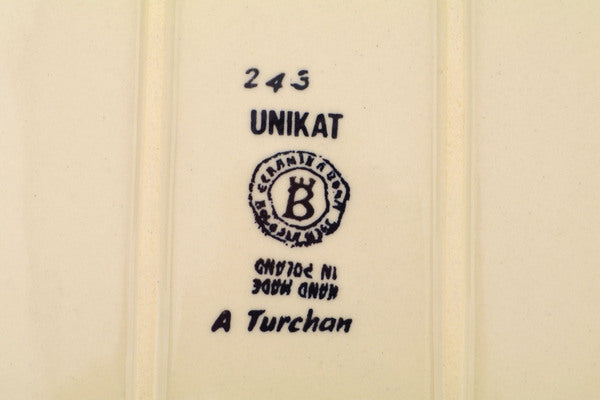 243
UNIKAT
B
HAND MADE
IN POLAND
A Turchan